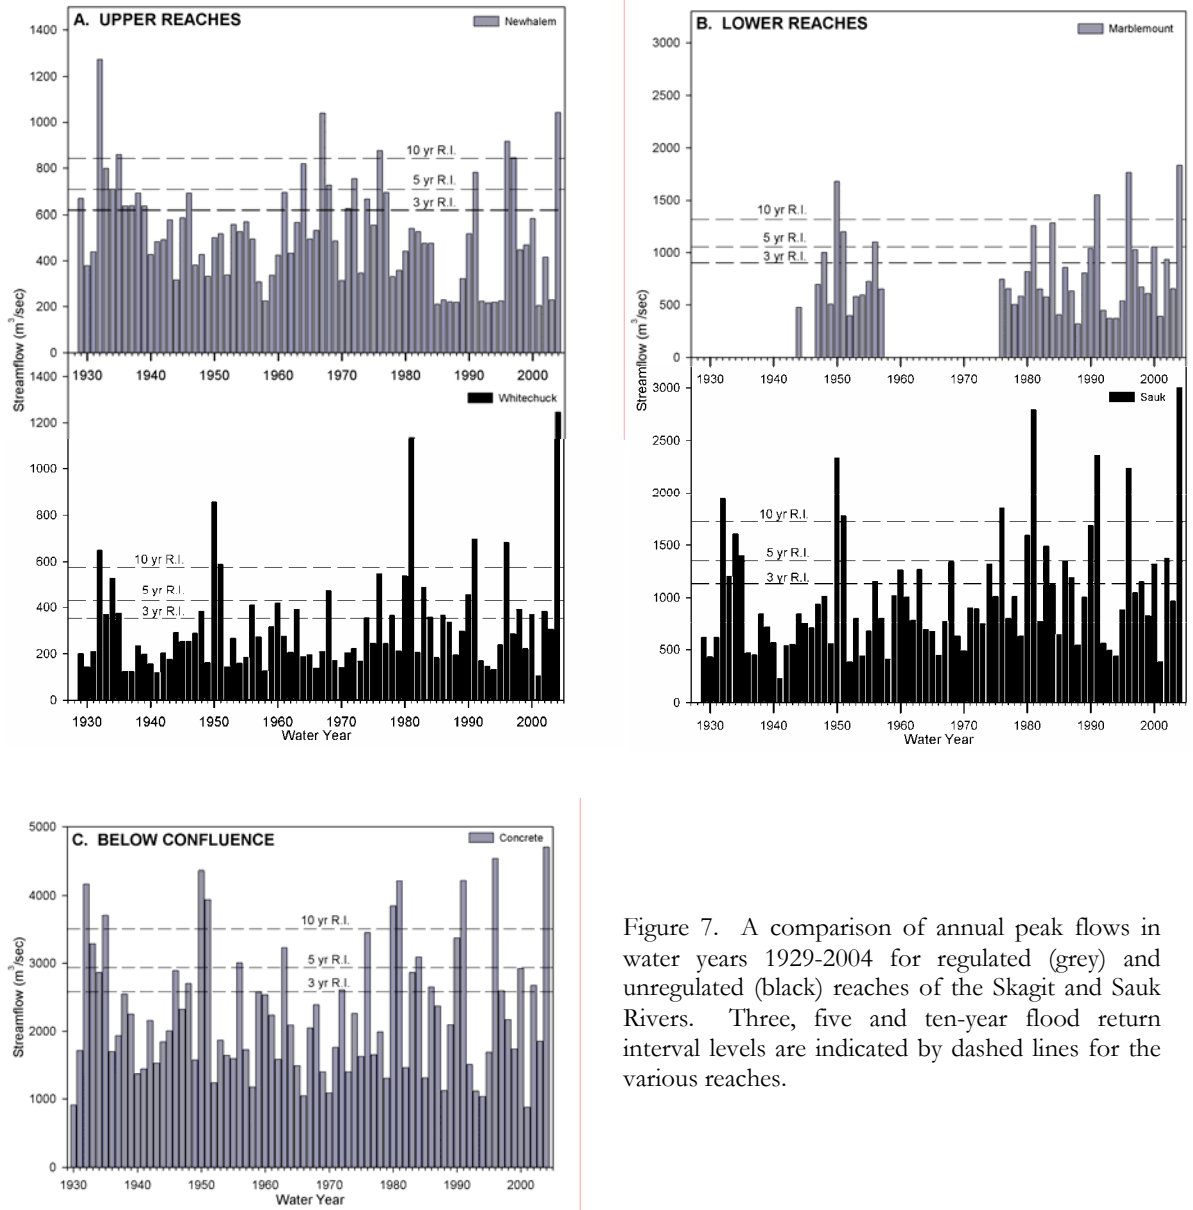 A. UPPER REACHES
Newhalem
1400
1200
1000
800
600
400
200
0
10 yr R.I.
5 yr R.I.
3 yr R.I.
1930 1940 1950 1960 1970 1980 1990 2000
Streamflow (m³/sec)
1400
1200
1000
800
600
400
200
0
Whitechuck
10 yr R.I.
5 yr R.I.
3 yr R.I.
1930 1940 1950 1960 1970 1980 1990 2000
Water Year
B. LOWER REACHES
Marblemount
3000
2500
2000
1500
1000
500
0
10 yr R.I.
5 yr R.I.
3 yr R.I.
1930 1940 1950 1960 1970 1980 1990 2000
Streamflow (m³/sec)
3000
2500
2000
1500
1000
500
0
Sauk
10 yr R.I.
5 yr R.I.
3 yr R.I.
1930 1940 1950 1960 1970 1980 1990 2000
Water Year
C. BELOW CONFLUENCE
Concrete
5000
4000
3000
2000
1000
0
Streamflow (m³/sec)
10 yr R.I.
5 yr R.I.
3 yr R.I.
1930 1940 1950 1960 1970 1980 1990 2000
Water Year
Figure 7. A comparison of annual peak flows in
water years 1929-2004 for regulated (grey) and
unregulated (black) reaches of the Skagit and Sauk
Rivers. Three, five and ten-year flood return
interval levels are indicated by dashed lines for the
various reaches.